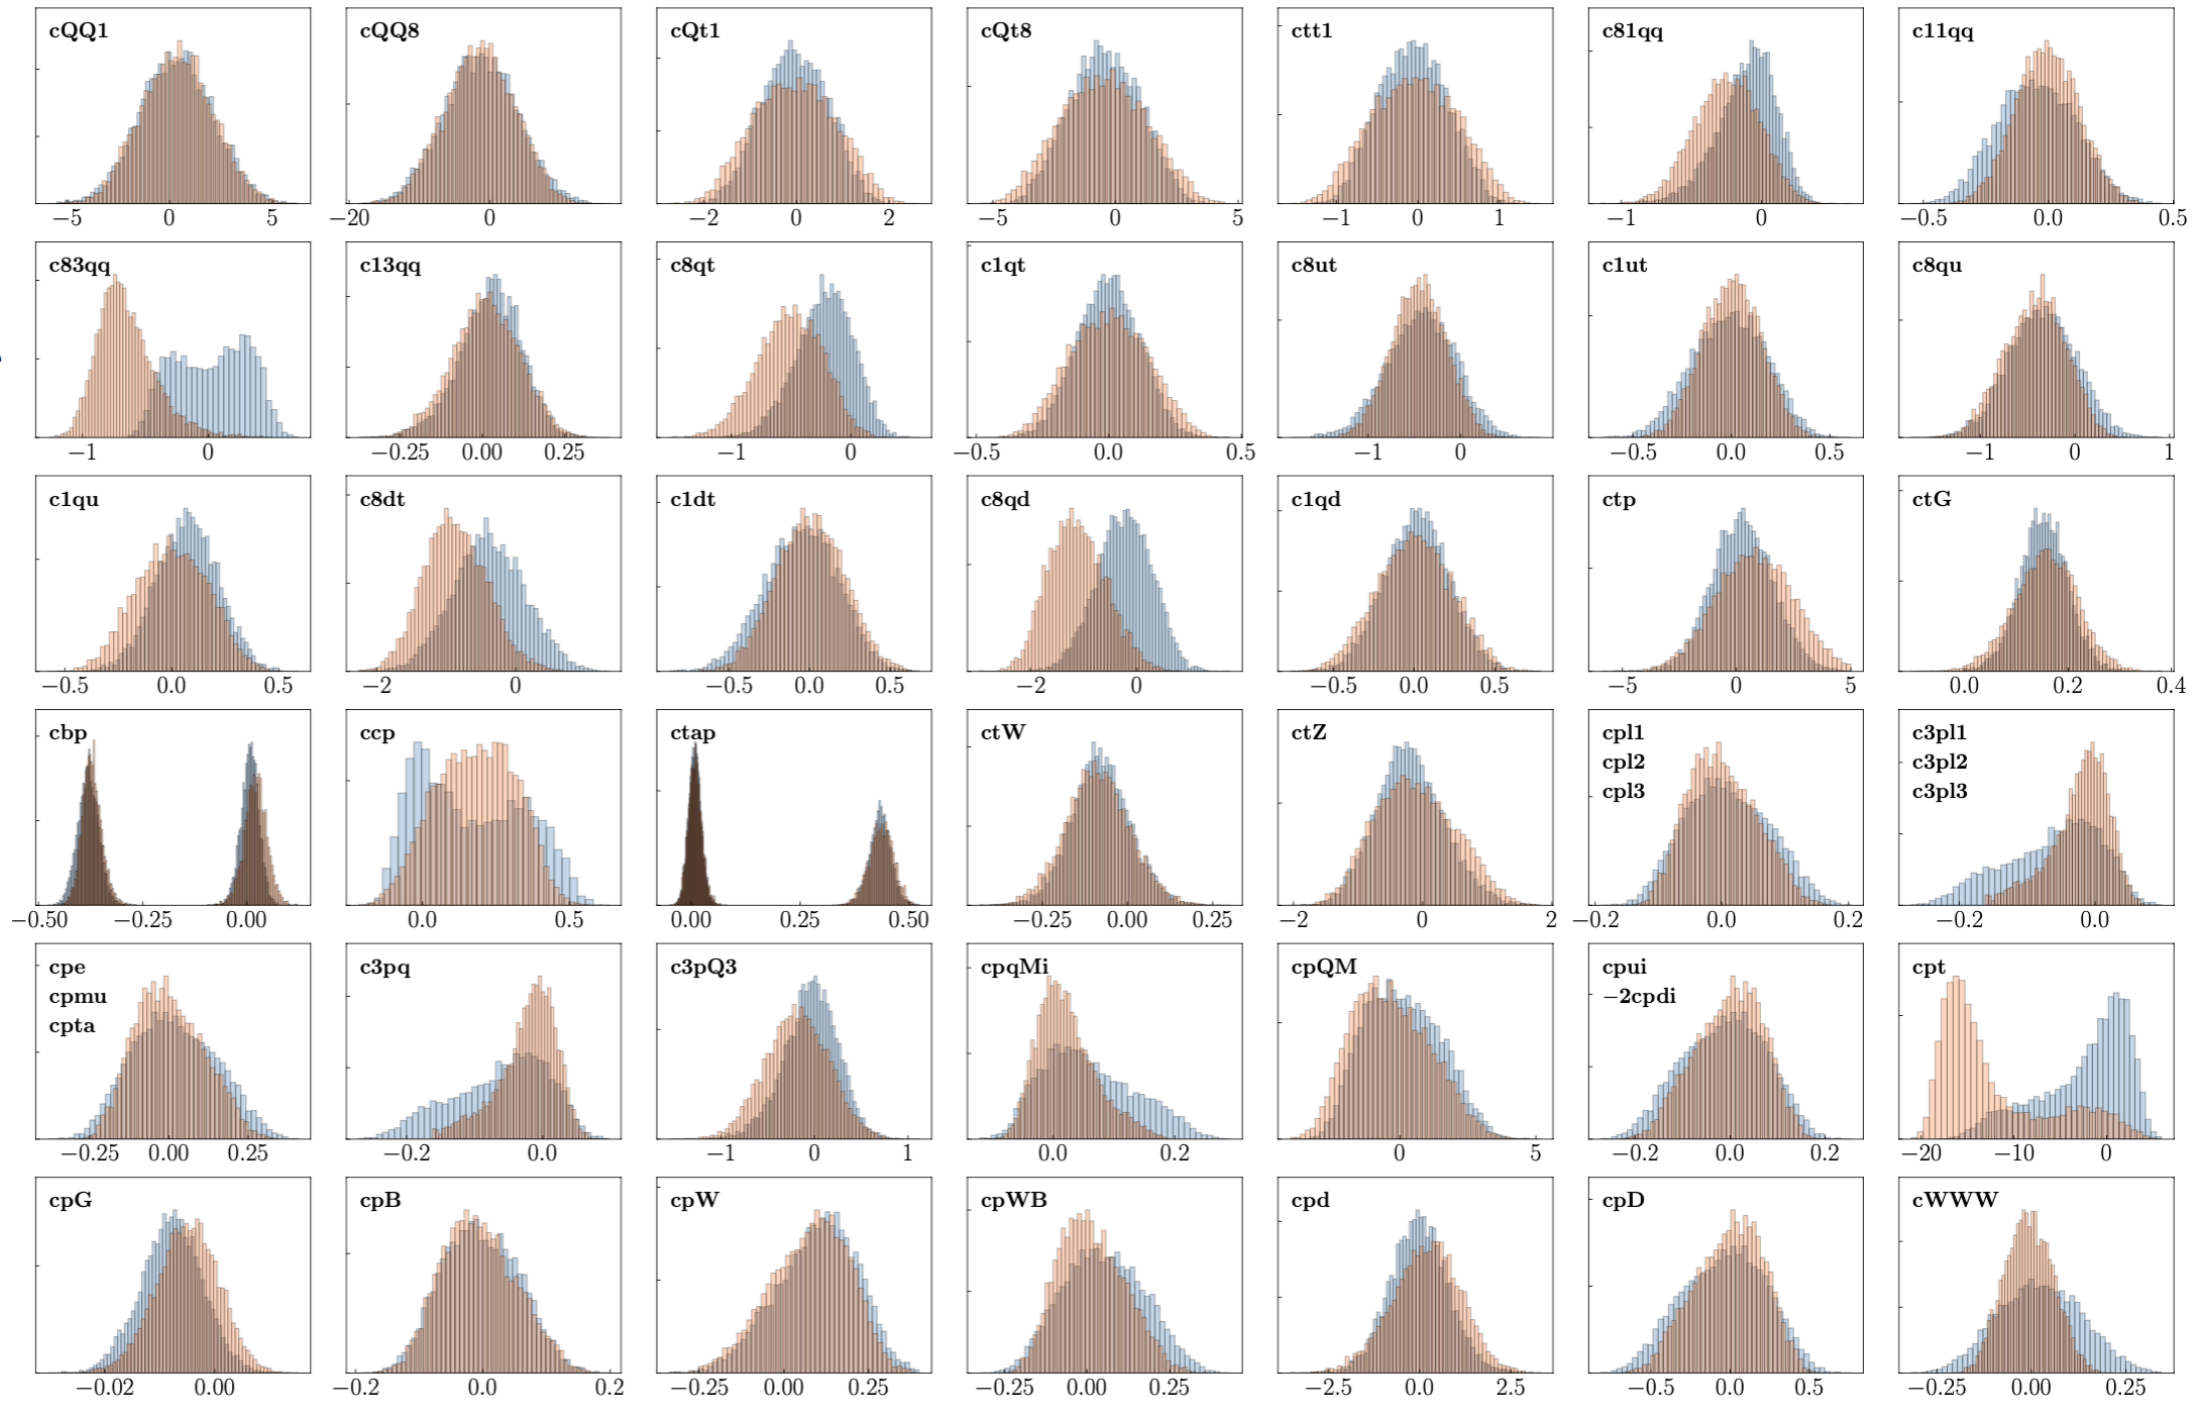 cQQ1 cQQ8 cQt1 cQt8 ctt1 c81qq c11qq
−5 0 5 −20 0 −2 0 2 −5 0 5 −1 0 1 −1 0 −0.5 0.0 0.5
c83qq c13qq c8qt c1qt c8ut c1ut c8qu
−1 0 −0.25 0.00 0.25 −1 0 −0.5 0.0 0.5 −1 0 −0.5 0.0 0.5 −1 0 1
c1qu c8dt c1dt c8qd c1qd ctp ctG
−0.5 0.0 0.5 −2 0 −0.5 0.0 0.5 −2 0 −0.5 0.0 0.5 −5 0 5 0.0 0.2 0.4
cbp ccp ctap ctW ctZ cpl1 c3pl1
cpl2 c3pl2
cpl3 c3pl3
−0.50 −0.25 0.00 0.0 0.5 0.00 0.25 0.50 −0.25 0.00 0.25 −2 0 2 −0.2 0.0 0.2 −0.2 0.0
cpe c3pq c3pQ3 cpqMi cpQM cpui cpt
cpmu −2cpdi
cpta
−0.25 0.00 0.25 −0.2 0.0 −1 0 1 0.0 0.2 0 5 −0.2 0.0 0.2 −20 −10 0
cpG cpB cpW cpWB cpd cpD cWWW
−0.02 0.00 −0.2 0.0 0.2 −0.25 0.00 0.25 −0.25 0.00 0.25 −2.5 0.0 2.5 −0.5 0.0 0.5 −0.25 0.00 0.25